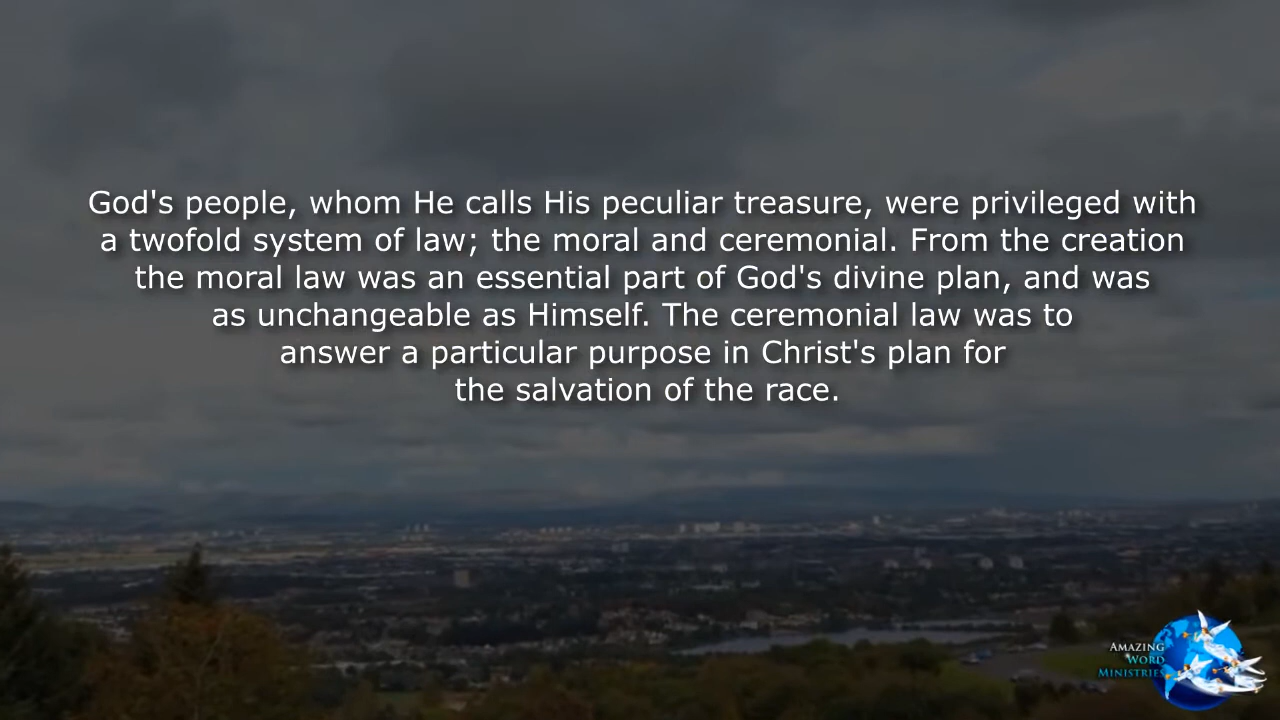 God's people, whom He calls His peculiar treasure, were privileged with
a twofold system of law; the moral and ceremonial. From the creation
the moral law was an essential part of God's divine plan, and was
as unchangeable as Himself. The ceremonial law was to
answer a particular purpose in Christ's plan for
the salvation of the race.
AMAZING
WORD
MINISTRIES